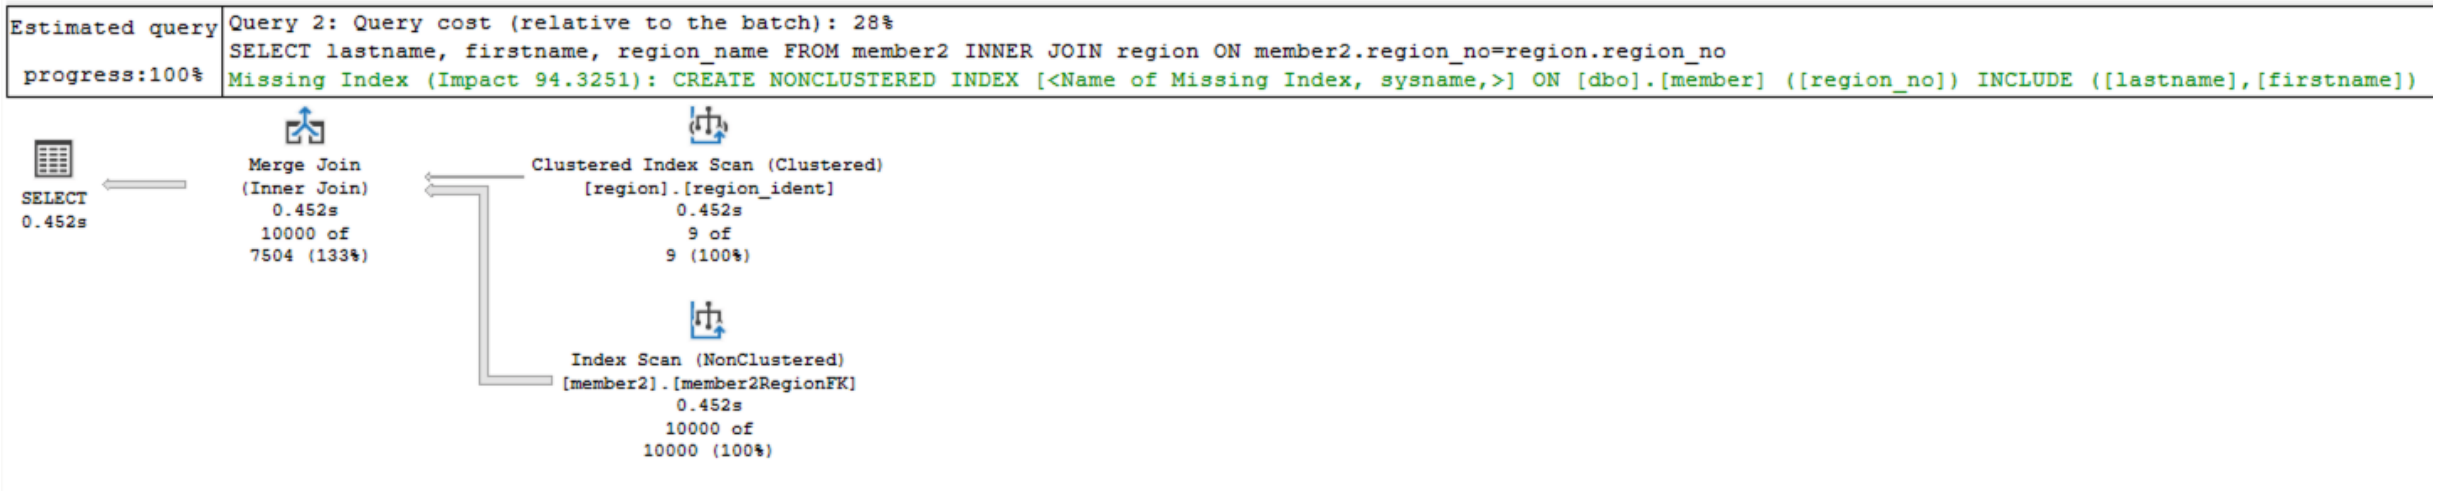 Estimated query
progress:100%
Query 2: Query cost (relative to the batch): 28%
SELECT lastname, firstname, region_name FROM member2 INNER JOIN region ON member2.region_no=region.region_no
Missing Index (Impact 94.3251): CREATE NONCLUSTERED INDEX [<Name of Missing Index, sysname,>] ON [dbo].[member] ([region_no]) INCLUDE ([lastname],[firstname])
SELECT
0.452s
Merge Join
(Inner Join)
0.452s
10000 of
7504 (133%)
Clustered Index Scan (Clustered)
[region].[region_ident]
0.452s
9 of
9 (100%)
Index Scan (NonClustered)
[member2].[member2RegionFK]
0.452s
10000 of
10000 (100%)